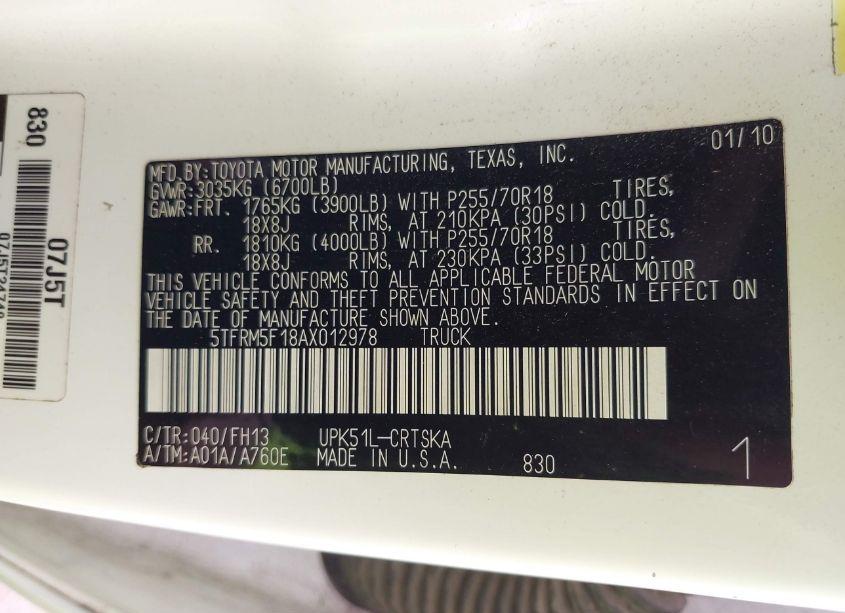 01/10
MFD. BY: TOYOTA MOTOR MANUFACTURING, TEXAS, INC.
GVWR: 3035KG (6700LB)
GAWR: FRT. 1765KG (3900LB) WITH P255/70R18 TIRES,
18X8J RIMS, AT 210KPA (30PSI) COLD.
RR. 1810KG (4000LB) WITH P255/70R18 TIRES,
18X8J RIMS, AT 230KPA (33PSI) COLD.
THIS VEHICLE CONFORMS TO ALL APPLICABLE FEDERAL MOTOR
VEHICLE SAFETY AND THEFT PREVENTION STANDARDS IN EFFECT ON
THE DATE OF MANUFACTURE SHOWN ABOVE.
5TFRM5F18AX012978 TRUCK
C/TR: 040/FH13 UPK51L-CRTSKA
A/TM: A01A/A760E MADE IN U.S.A. 830 1
830
07J5T